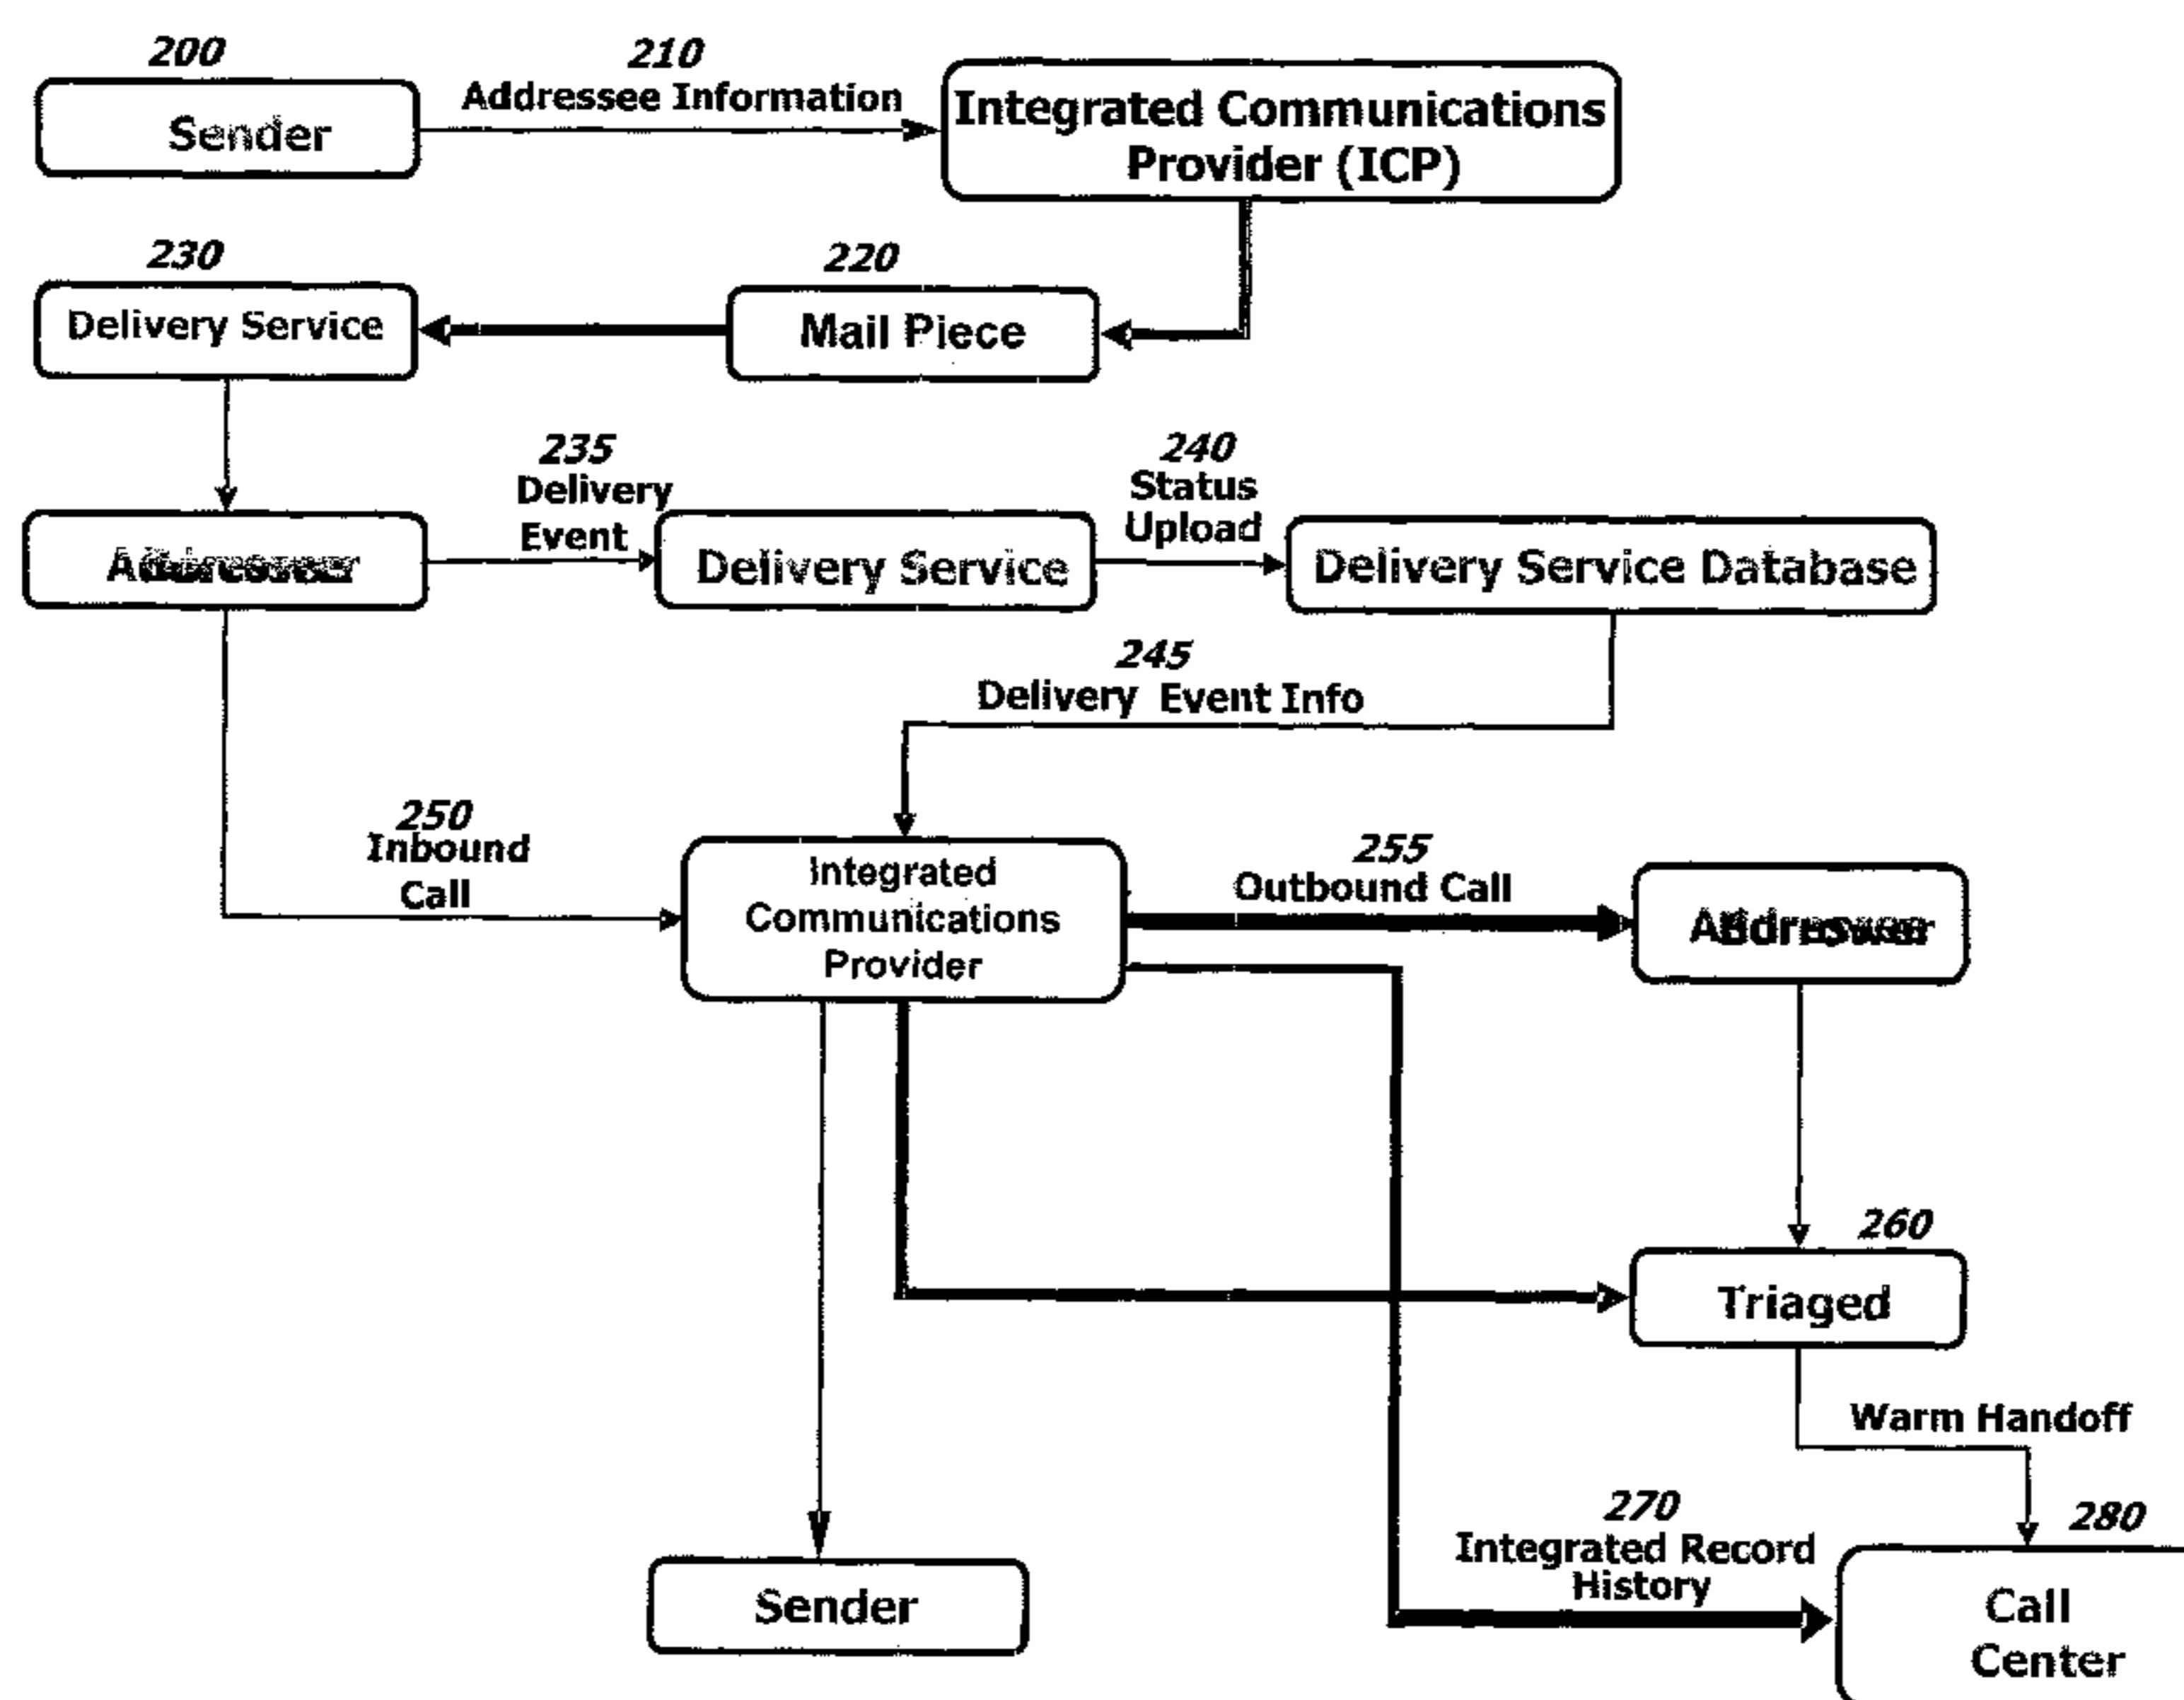 200
210
Sender
Addressee Information
Integrated Communications
Provider (ICP)
230
220
Delivery Service
Mail Piece
235
Delivery
Event
240
Status
Upload
Delivery Service
Delivery Service Database
245
Delivery Event Info
250
Inbound
Call
Integrated
Communications
Provider
255
Outbound Call
260
Triaged
Warm Handoff
270
Integrated Record
History
280
Sender
Call
Center